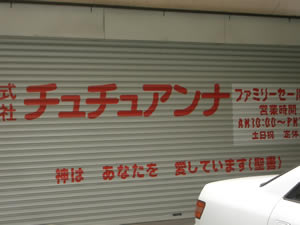 式社 チュチュアンナ
ファミリーセール
営業時間
AM10:00〜PM
土日祝 正
神は あなたを 愛しています(聖書)